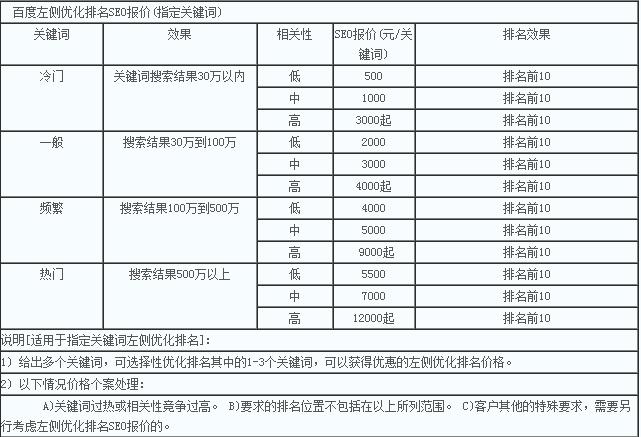 百度左侧优化排名SEO报价(指定关键词)
关键词 效果 相关性 SEO报价(元/关键词) 排名效果
冷门 关键词搜索结果30万以内 低 500 排名前10
中 1000 排名前10
高 3000起 排名前10
一般 搜索结果30万到100万 低 2000 排名前10
中 3000 排名前10
高 4000起 排名前10
频繁 搜索结果100万到500万 低 4000 排名前10
中 5000 排名前10
高 9000起 排名前10
热门 搜索结果500万以上 低 5500 排名前10
中 7000 排名前10
高 12000起 排名前10
说明[适用于指定关键词左侧优化排名]:
1) 给出多个关键词，可选择性优化排名其中的1-3个关键词，可以获得优惠的左侧优化排名价格。
2) 以下情况价格个案处理:
A)关键词过热或相关性竞争过高。 B)要求的排名位置不包括在以上所列范围。 C)客户其他的特殊要求，需要另
行考虑左侧优化排名SEO报价的。